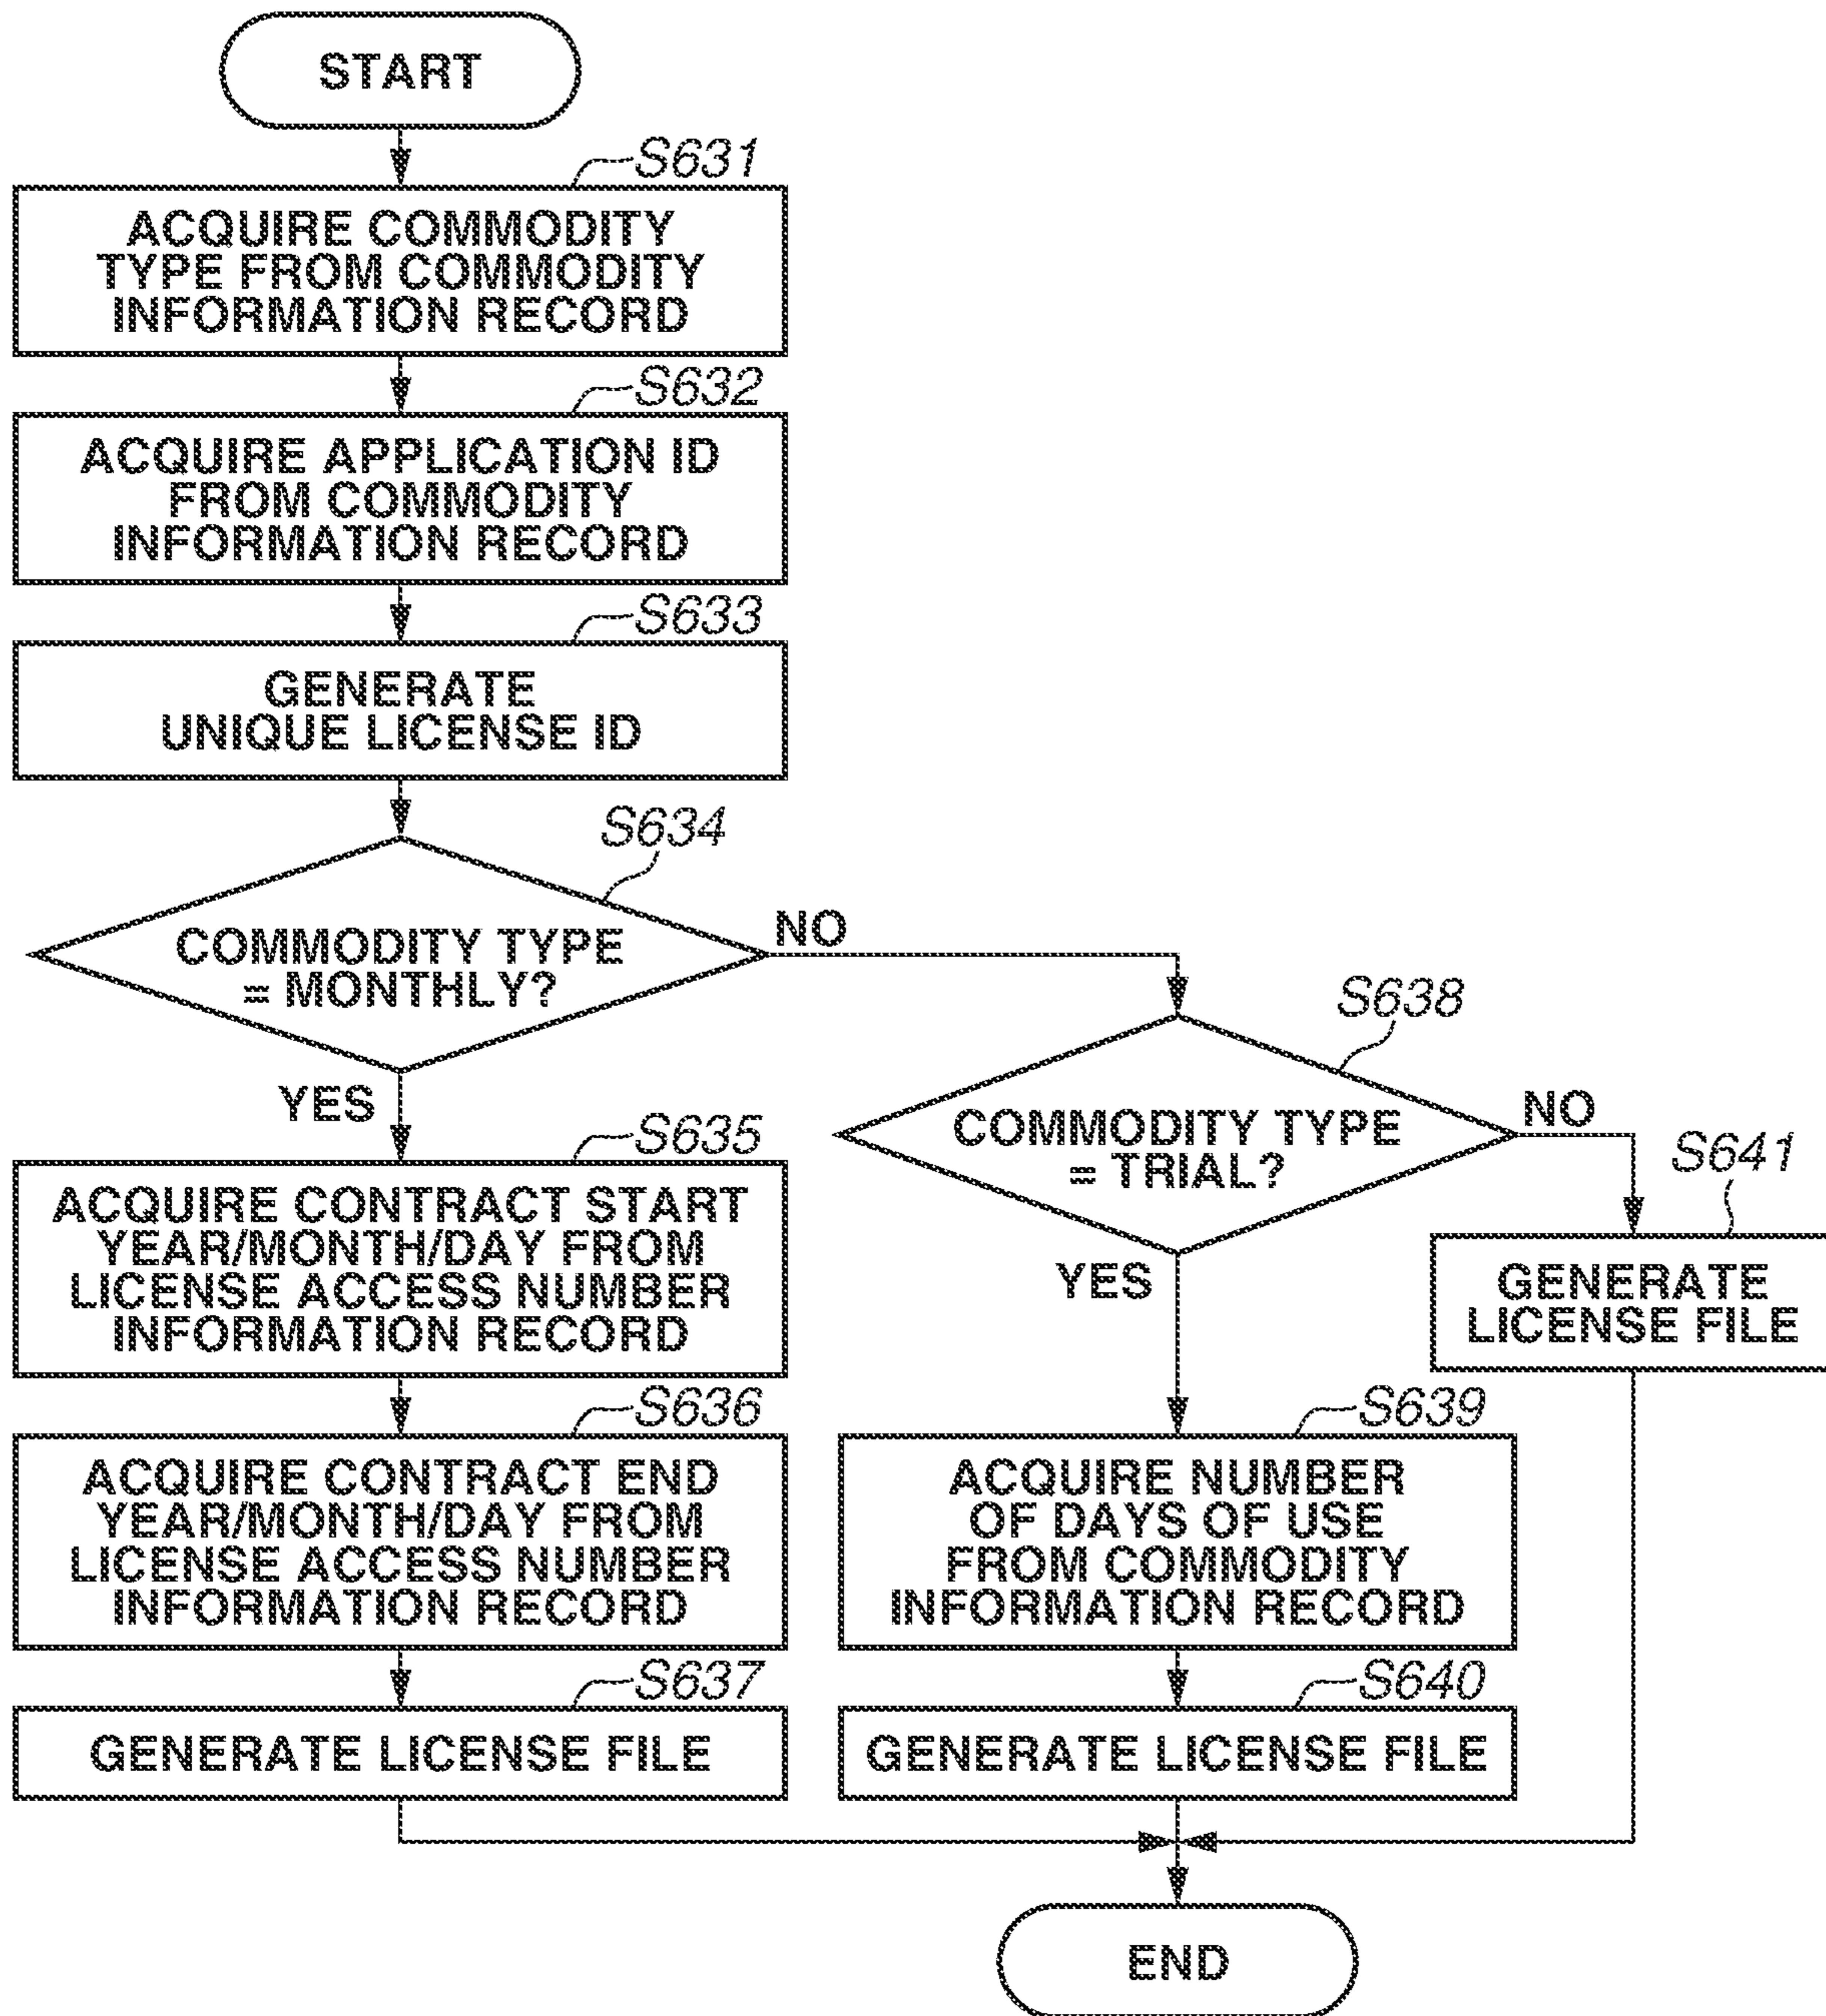 START
S631
ACQUIRE COMMODITY
TYPE FROM COMMODITY
INFORMATION RECORD
S632
ACQUIRE APPLICATION ID
FROM COMMODITY
INFORMATION RECORD
S633
GENERATE
UNIQUE LICENSE ID
S634
COMMODITY TYPE
= MONTHLY?
NO
YES
S635
ACQUIRE CONTRACT START
YEAR/MONTH/DAY FROM
LICENSE ACCESS NUMBER
INFORMATION RECORD
S636
ACQUIRE CONTRACT END
YEAR/MONTH/DAY FROM
LICENSE ACCESS NUMBER
INFORMATION RECORD
S637
GENERATE LICENSE FILE
S638
COMMODITY TYPE
= TRIAL?
NO
YES
S639
ACQUIRE NUMBER
OF DAYS OF USE
FROM COMMODITY
INFORMATION RECORD
S640
GENERATE LICENSE FILE
S641
GENERATE
LICENSE FILE
END